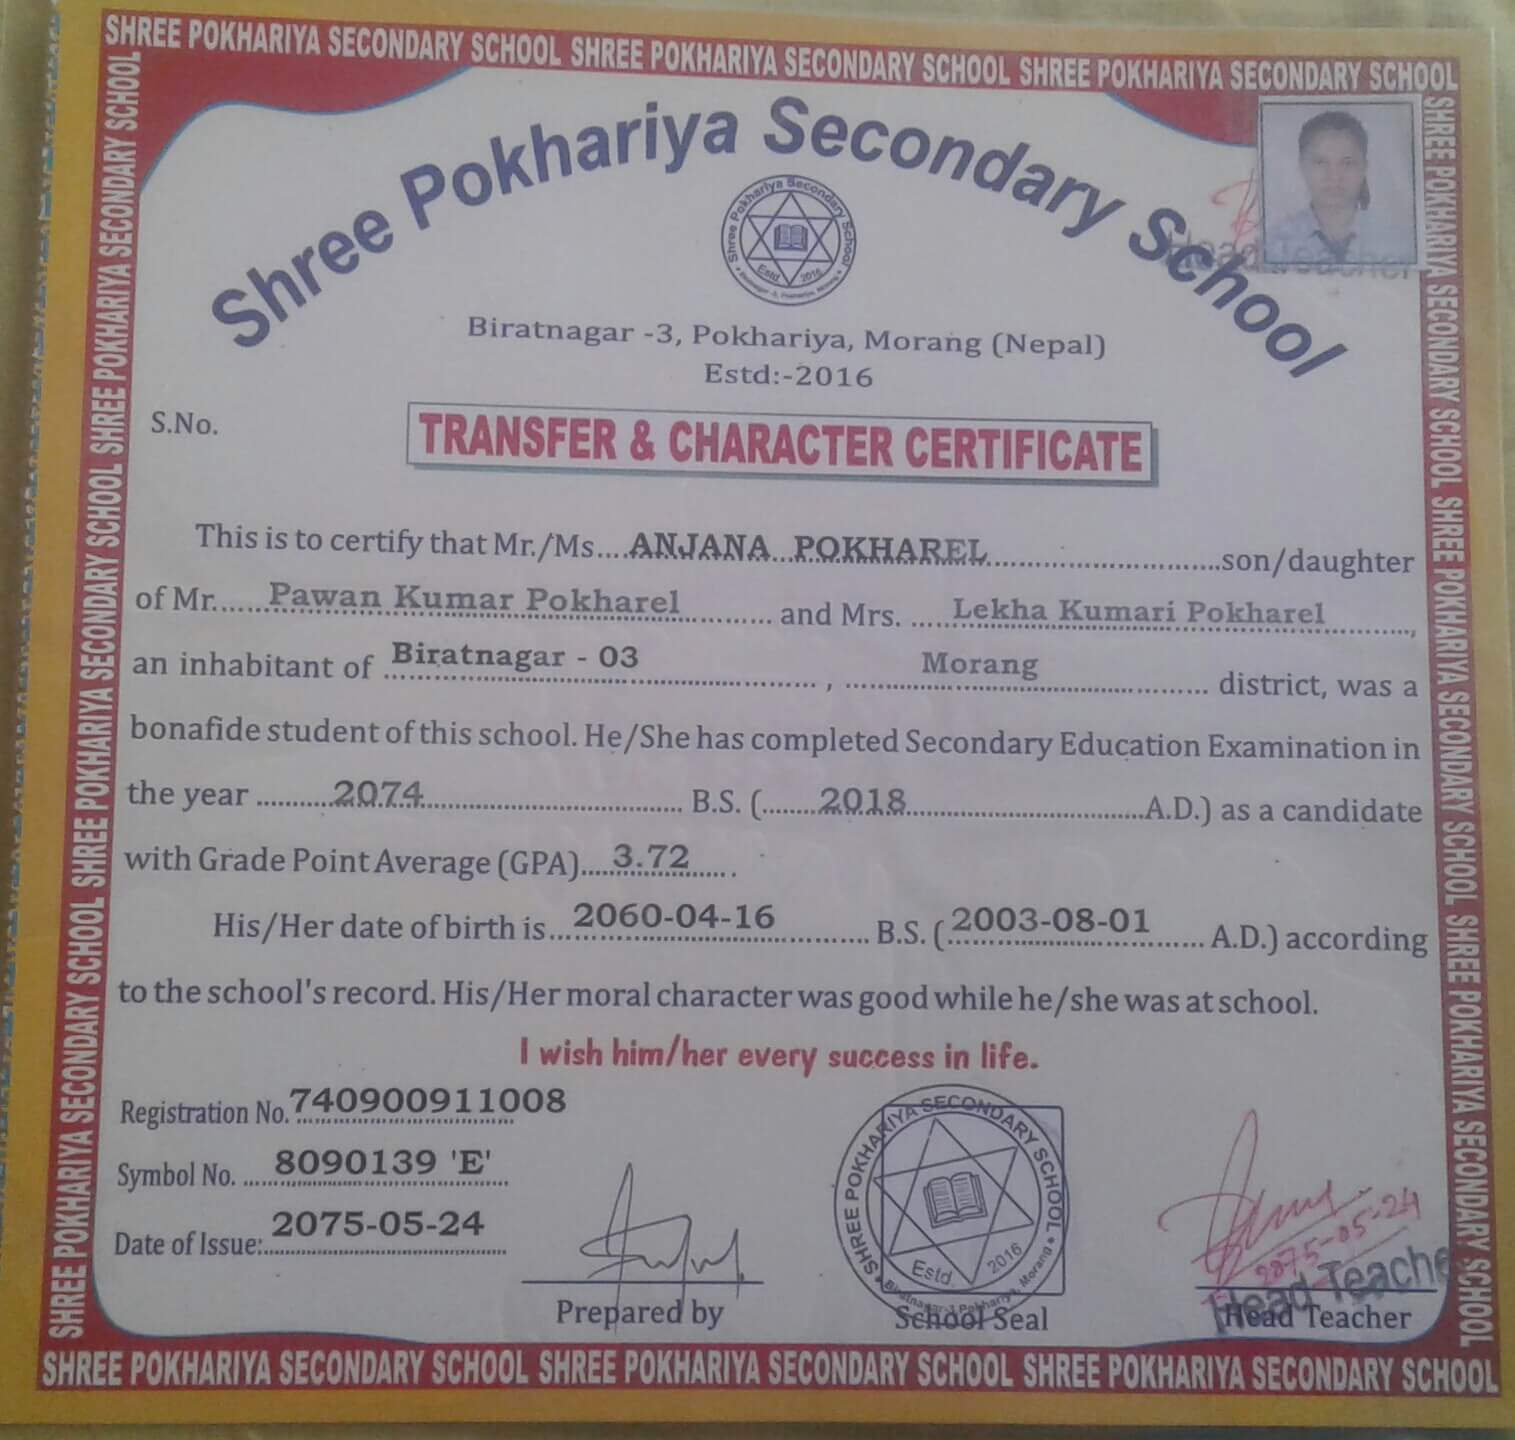 SHREE POKHARIYA SECONDARY SCHOOL SHREE POKHARIYA SECONDARY SCHOOL SHREE POKHARIYA SECONDARY SCHOOL
SHREE POKHARIYA SECONDARY SCHOOL SHREE POKHARIYA SECONDARY SCHOOL SHREE POKHARIYA SECONDARY SCHOOL
SHREE POKHARIYA SECONDARY SCHOOL SHREE POKHARIYA SECONDARY SCHOOL SHREE POKHARIYA SECONDARY SCHOOL
Shree Pokhariya Secondary School
Head Teacher
Shree Pokhariya Secondary School
Estd 2016
Biratnagar -3, Pokhariya, Morang (Nepal)
Estd:-2016
S.No.
TRANSFER & CHARACTER CERTIFICATE
This is to certify that Mr./Ms....ANJANA POKHAREL..............................son/daughter
of Mr.......Pawan Kumar Pokharel............ and Mrs. .....Lekha Kumari Pokharel...........,
an inhabitant of Biratnagar - 03......................., .........Morang..................... district, was a
bonafide student of this school. He/She has completed Secondary Education Examination in
the year ..........2074................................. B.S. (.......2018...............................A.D.) as a candidate
with Grade Point Average (GPA)....3.72.....
His/Her date of birth is...2060-04-16............. B.S. (2003-08-01....... A.D.) according
to the school's record. His/Her moral character was good while he/she was at school.
I wish him/her every success in life.
Registration No. 740900911008
Symbol No. ....8090139 'E'
Date of Issue: 2075-05-24
Prepared by
SHREE POKHARIYA SECONDARY SCHOOL
Estd 2016
Biratnagar-3 Pokhariya, Morang
School Seal
2075-05-24
Head Teacher
Head Teacher
SHREE POKHARIYA SECONDARY SCHOOL SHREE POKHARIYA SECONDARY SCHOOL SHREE POKHARIYA SECONDARY SCHOOL